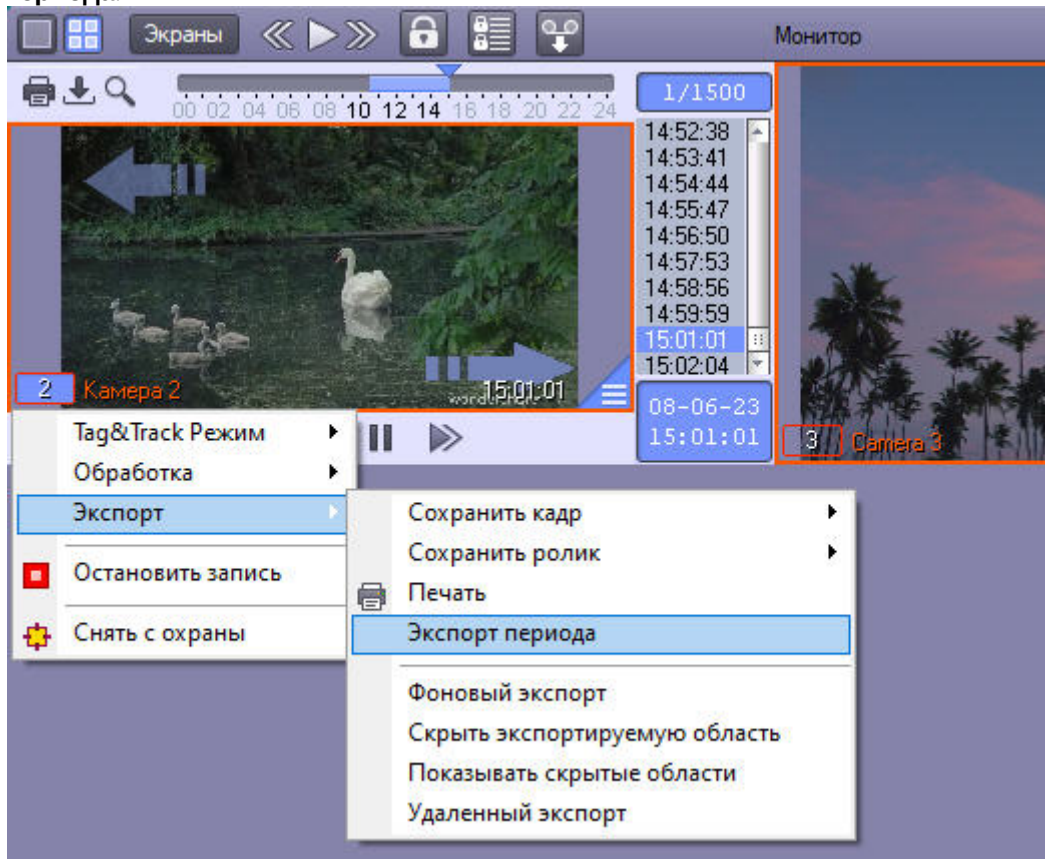 Экраны
Монитор
00 02 04 06 08 10 12 14 16 18 20 22 24
1/1500
14:52:38
14:53:41
14:54:44
14:55:47
14:56:50
14:57:53
14:58:56
14:59:59
15:01:01
15:02:04
2 Камера 2
15:01:01
08-06-23
15:01:01
3 Camera 3
Tag&Track Режим
Обработка
Экспорт
Остановить запись
Снять с охраны
Сохранить кадр
Сохранить ролик
Печать
Экспорт периода
Фоновый экспорт
Скрыть экспортируемую область
Показывать скрытые области
Удаленный экспорт